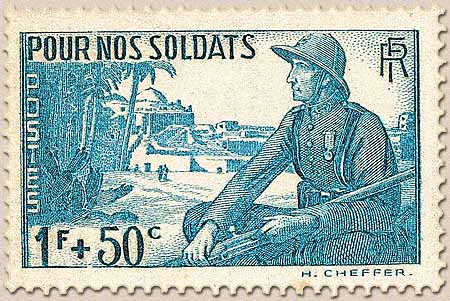 POUR NOS SOLDATS
RF
POSTES
1F+50c
H. CHEFFER.